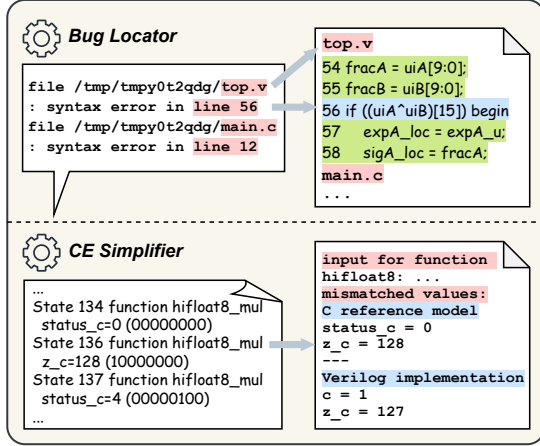 Bug Locator
file /tmp/tmpy0t2qdg/top.v
: syntax error in line 56
file /tmp/tmpy0t2qdg/main.c
: syntax error in line 12
top.v
54 fracA = uiA[9:0];
55 fracB = uiB[9:0];
56 if ((uiA^uiB)[15]) begin
57 expA_loc = expA_u;
58 sigA_loc = fracA;
main.c
...
CE Simplifier
...
State 134 function hifloat8_mul
status_c=0 (00000000)
State 136 function hifloat8_mul
z_c=128 (10000000)
State 137 function hifloat8_mul
status_c=4 (00000100)
...
input for function
hifloat8: ...
mismatched values:
C reference model
status_c = 0
z_c = 128
---
Verilog implementation
c = 1
z_c = 127